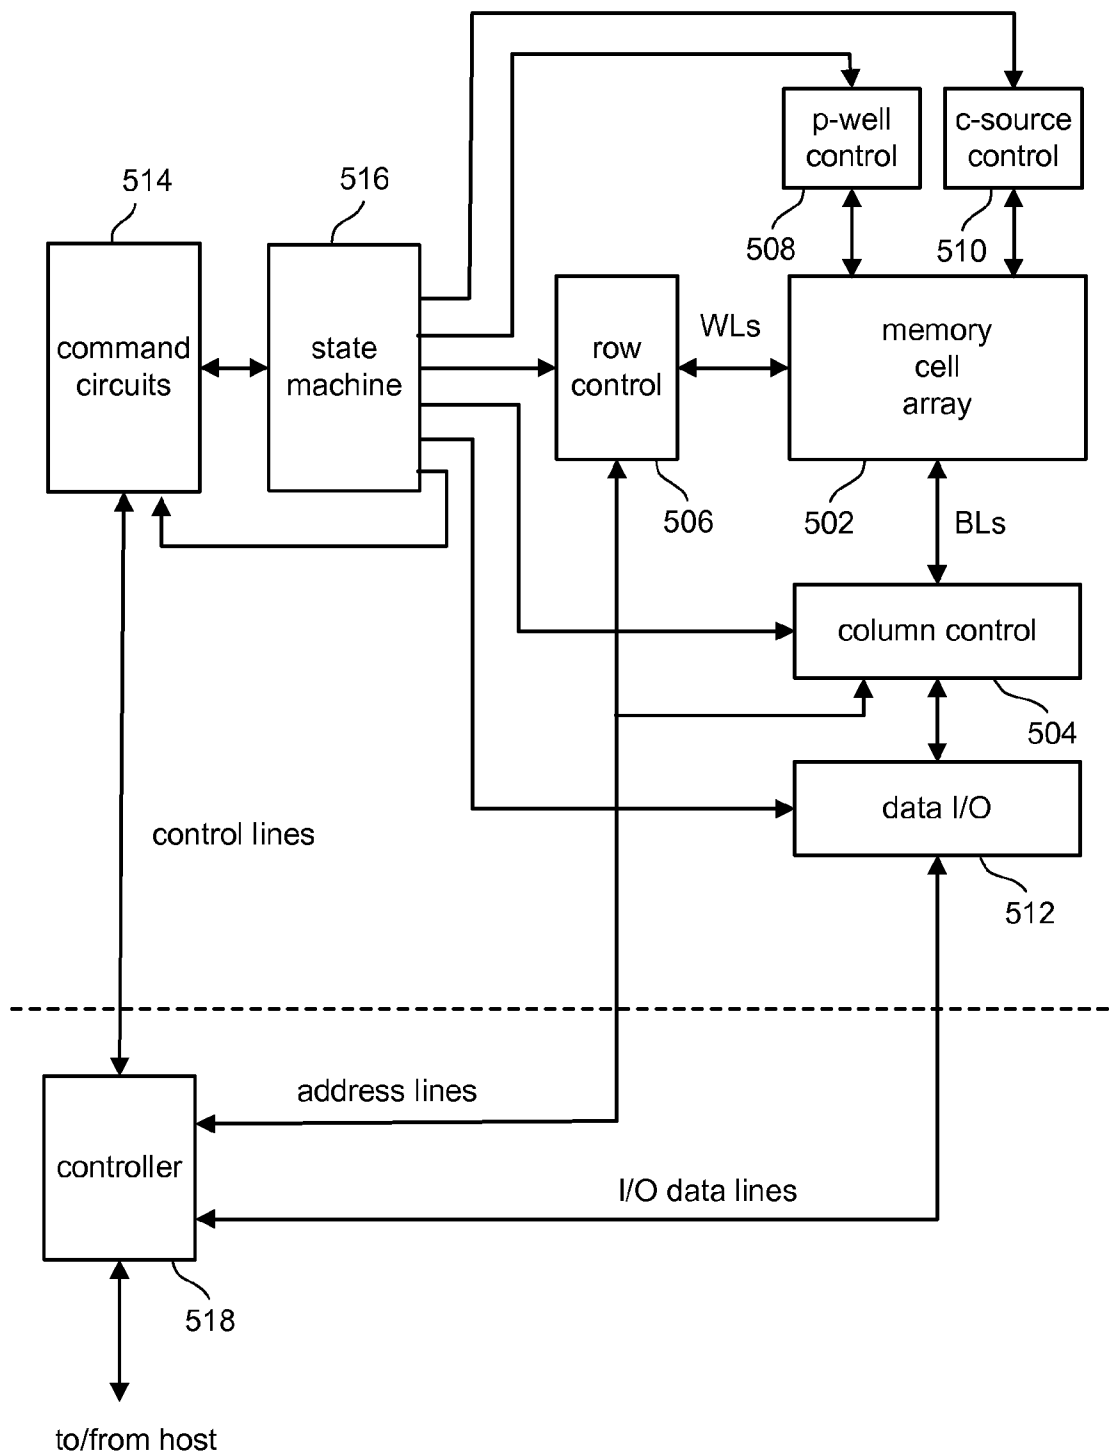 p-well
control
c-source
control
514
516
508
510
command
circuits
state
machine
row
control
WLs
memory
cell
array
506
502
BLs
column control
504
data I/O
control lines
512
address lines
controller
I/O data lines
518
to/from host